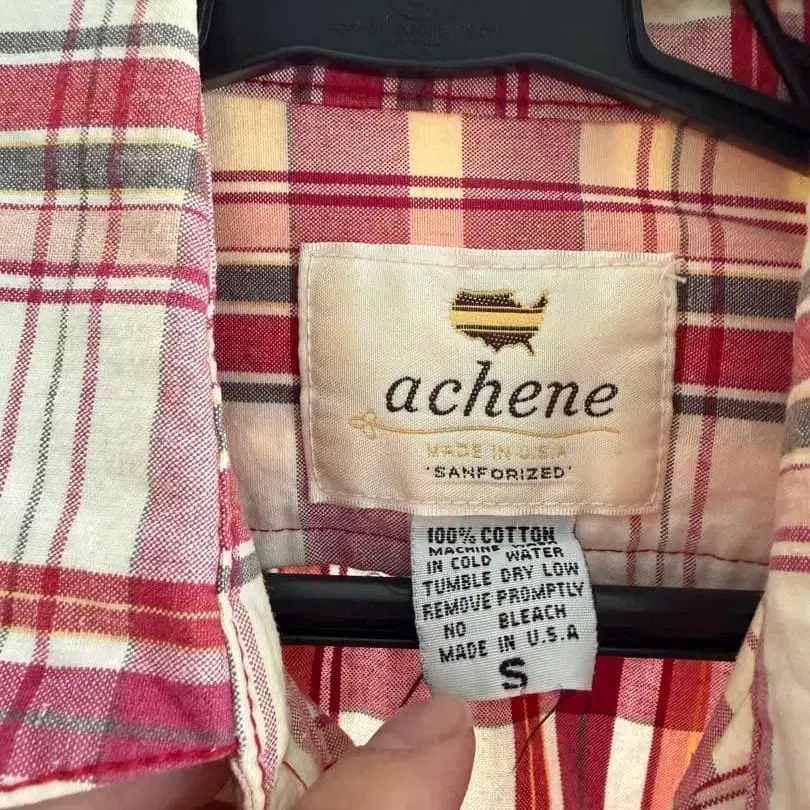 achene
MADE IN U.S.A
'SANFORIZED'
100% COTTON
MACHINE
IN COLD WATER
TUMBLE DRY LOW
REMOVE PROMPTLY
NO BLEACH
MADE IN U.S.A
S